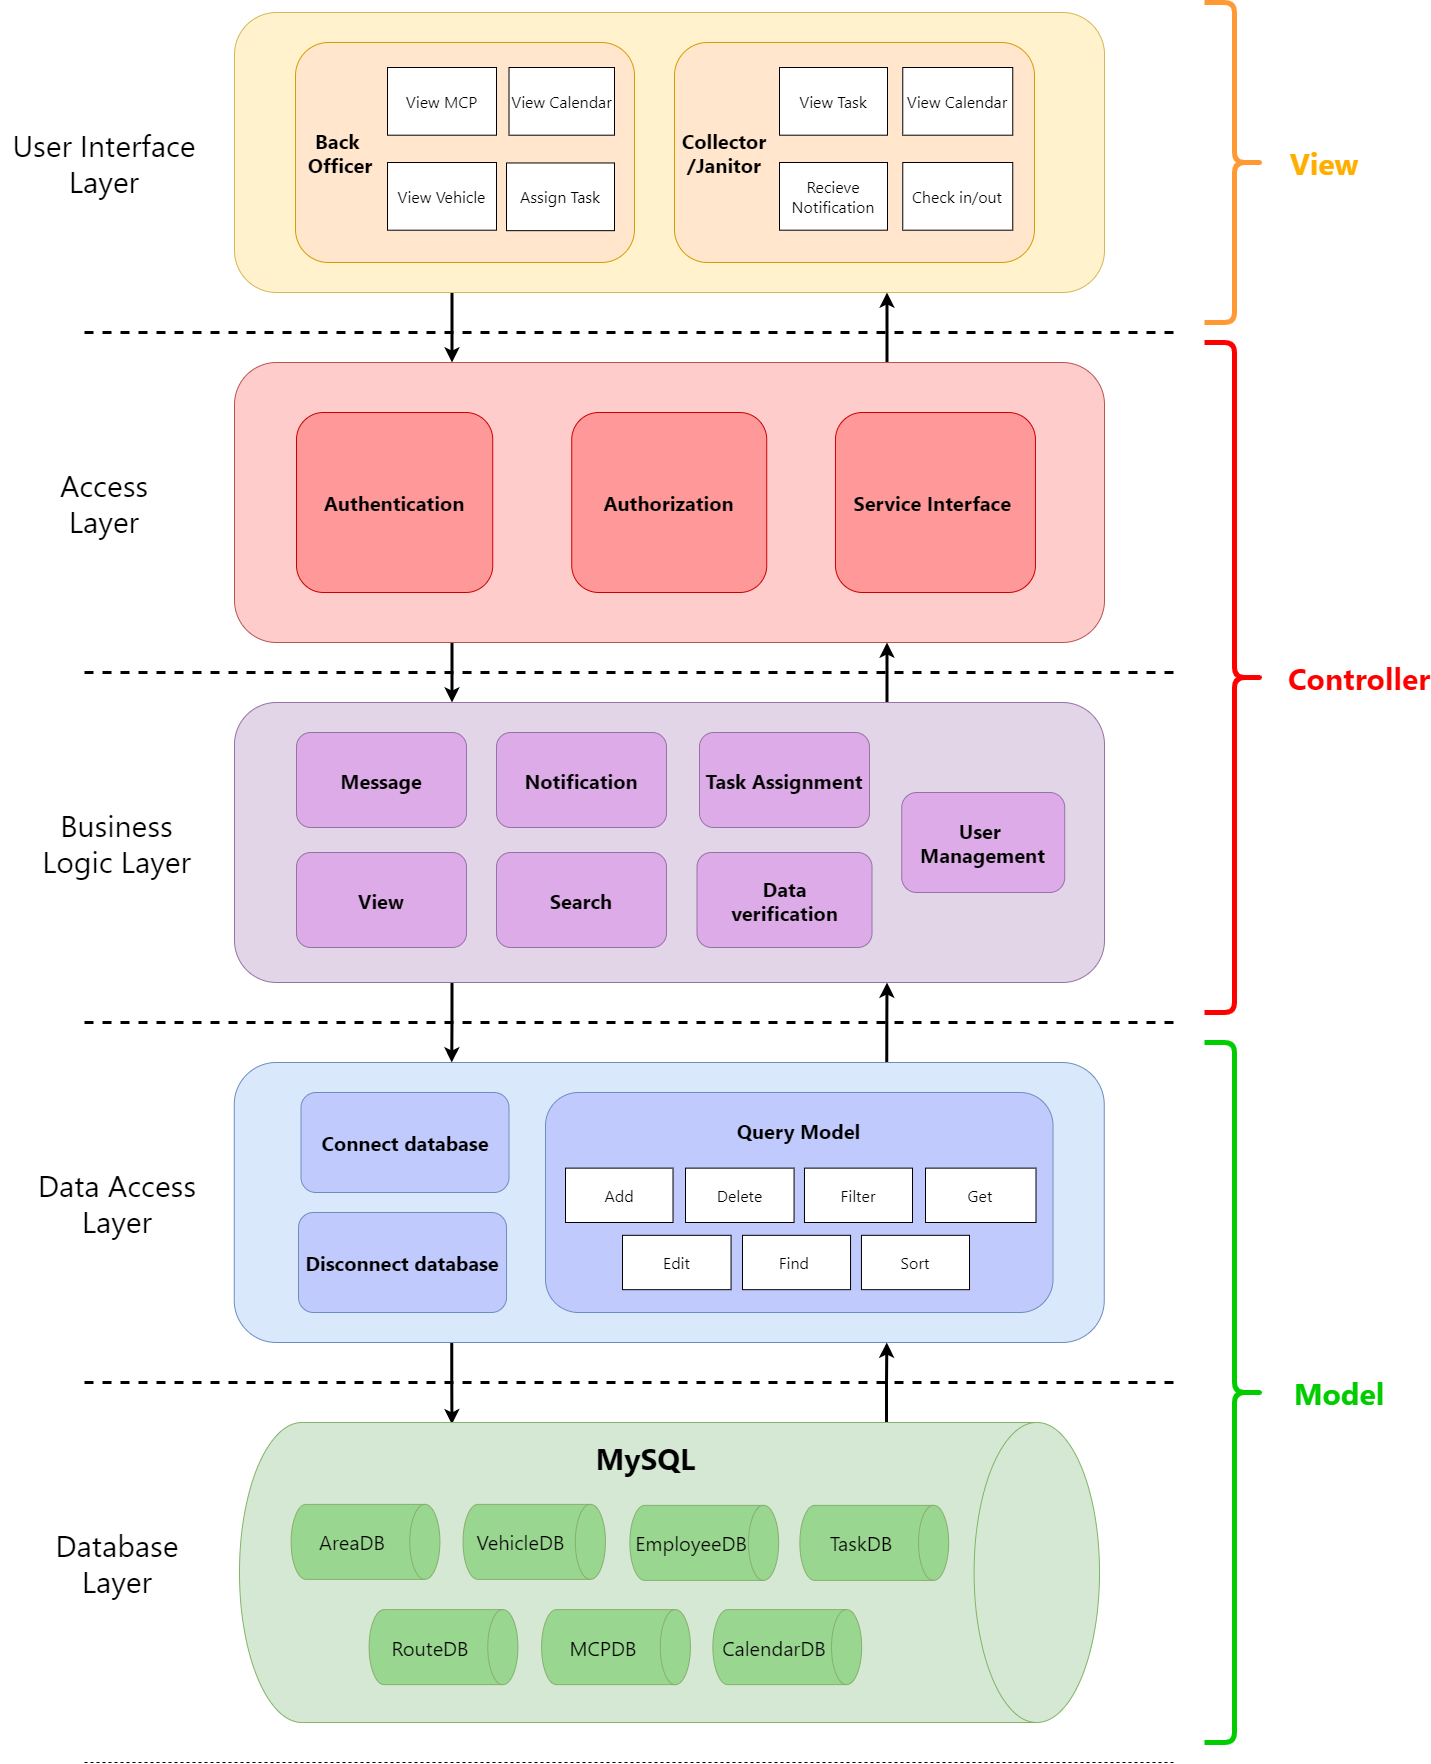 User Interface
Layer
Back
Officer
View MCP
View Calendar
View Vehicle
Assign Task
Collector
/Janitor
View Task
View Calendar
Recieve
Notification
Check in/out
View
Access
Layer
Authentication
Authorization
Service Interface
Controller
Business
Logic Layer
Message
Notification
Task Assignment
User
Management
View
Search
Data
verification
Data Access
Layer
Connect database
Disconnect database
Query Model
Add
Delete
Filter
Get
Edit
Find
Sort
Model
Database
Layer
MySQL
AreaDB
VehicleDB
EmployeeDB
TaskDB
RouteDB
MCPDB
CalendarDB